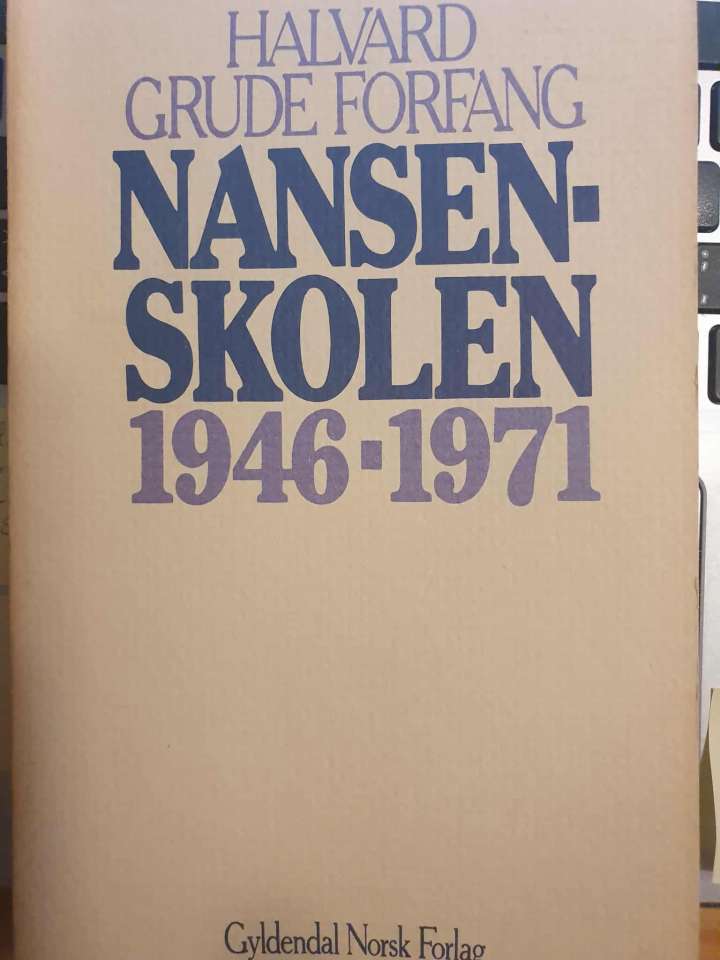 HALVARD
GRUDE FORFANG
NANSEN-
SKOLEN
1946-1971
Gyldendal Norsk Forlag